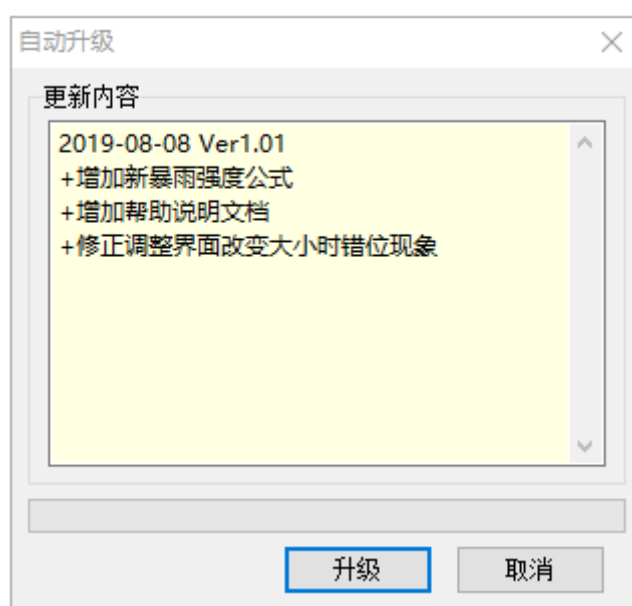 自动升级
更新内容
2019-08-08 Ver1.01
+增加新暴雨强度公式
+增加帮助说明文档
+修正调整界面改变大小时错位现象
升级
取消